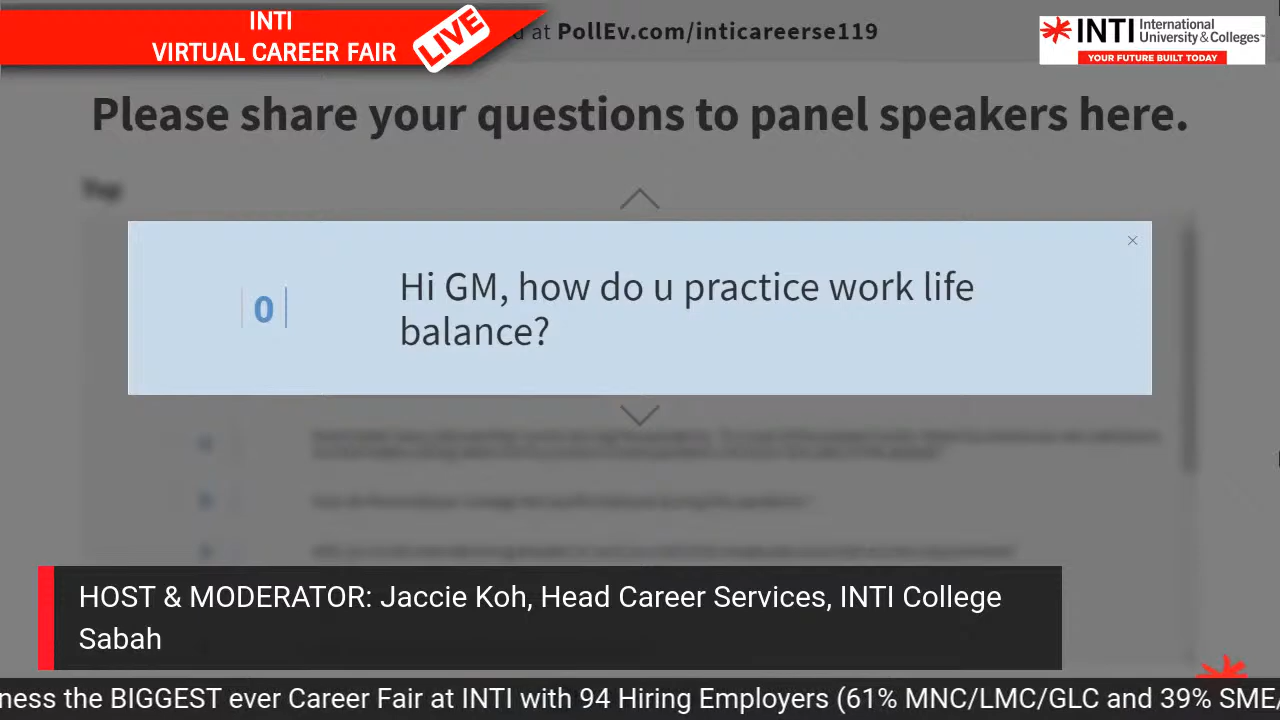 INTI
VIRTUAL CAREER FAIR
LIVE
at PollEv.com/inticareerse119
INTI International
University & Colleges
YOUR FUTURE BUILT TODAY
Please share your questions to panel speakers here.
Top
0
Hi GM, how do u practice work life
balance?
HOST & MODERATOR: Jaccie Koh, Head Career Services, INTI College
Sabah
ness the BIGGEST ever Career Fair at INTI with 94 Hiring Employers (61% MNC/LMC/GLC and 39% SME/